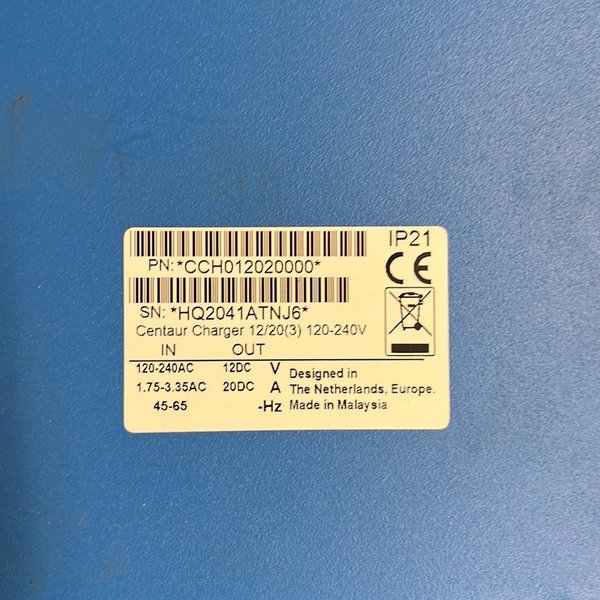 IP21
PN: *CCH012020000*
CE
SN: *HQ2041ATNJ6*
Centaur Charger 12/20(3) 120-240V
IN OUT
120-240AC 12DC V Designed in
1.75-3.35AC 20DC A The Netherlands, Europe.
45-65 -Hz Made in Malaysia